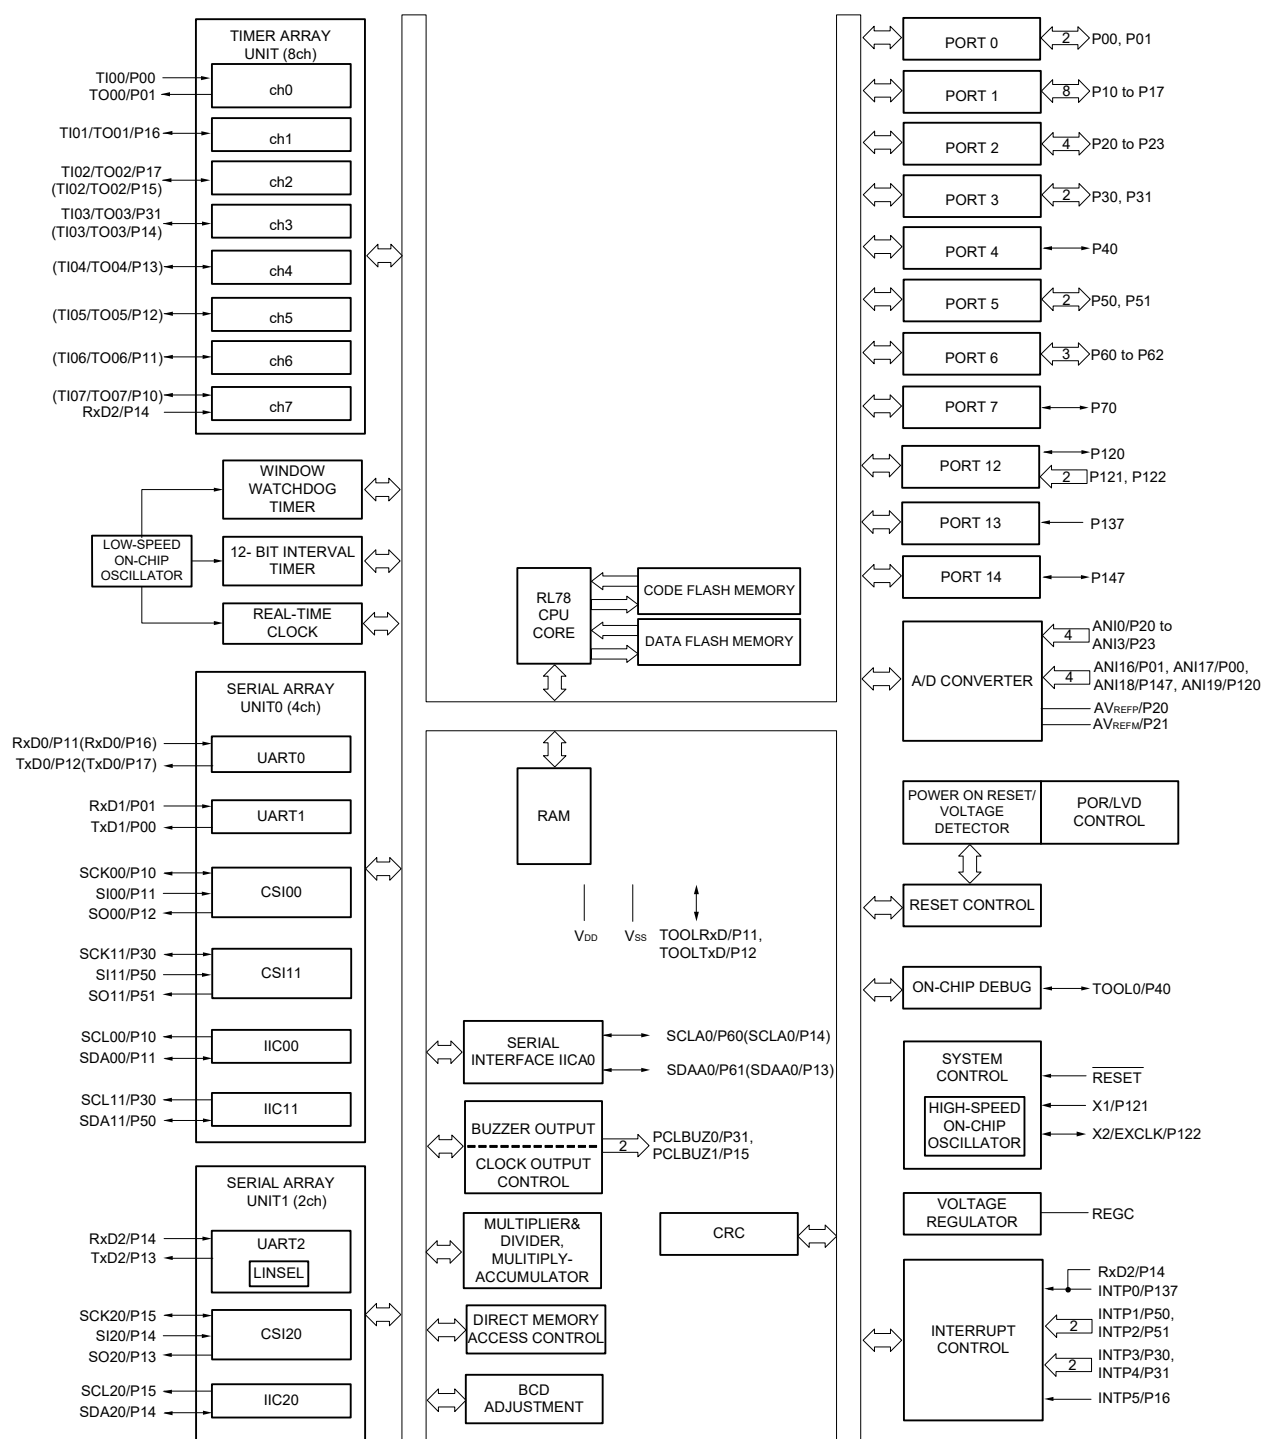 TIMER ARRAY
UNIT (8ch)
TI00/P00
TO00/P01
ch0
TI01/TO01/P16
ch1
TI02/TO02/P17
(TI02/TO02/P15)
ch2
TI03/TO03/P31
(TI03/TO03/P14)
ch3
(TI04/TO04/P13)
ch4
(TI05/TO05/P12)
ch5
(TI06/TO06/P11)
ch6
(TI07/TO07/P10)
RxD2/P14
ch7
WINDOW
WATCHDOG
TIMER
LOW-SPEED
ON-CHIP
OSCILLATOR
12- BIT INTERVAL
TIMER
REAL-TIME
CLOCK
SERIAL ARRAY
UNIT0 (4ch)
RxD0/P11(RxD0/P16)
TxD0/P12(TxD0/P17)
UART0
RxD1/P01
TxD1/P00
UART1
SCK00/P10
SI00/P11
SO00/P12
CSI00
SCK11/P30
SI11/P50
SO11/P51
CSI11
SCL00/P10
SDA00/P11
IIC00
SCL11/P30
SDA11/P50
IIC11
SERIAL ARRAY
UNIT1 (2ch)
RxD2/P14
TxD2/P13
UART2
LINSEL
SCK20/P15
SI20/P14
SO20/P13
CSI20
SCL20/P15
SDA20/P14
IIC20
RL78
CPU
CORE
CODE FLASH MEMORY
DATA FLASH MEMORY
RAM
VDD
VSS
TOOLRxD/P11,
TOOLTxD/P12
SERIAL
INTERFACE IICA0
SCLA0/P60(SCLA0/P14)
SDAA0/P61(SDAA0/P13)
BUZZER OUTPUT
CLOCK OUTPUT
CONTROL
2
PCLBUZ0/P31,
PCLBUZ1/P15
MULTIPLIER&
DIVIDER,
MULITIPLY-
ACCUMULATOR
CRC
DIRECT MEMORY
ACCESS CONTROL
BCD
ADJUSTMENT
PORT 0
2
P00, P01
PORT 1
8
P10 to P17
PORT 2
4
P20 to P23
PORT 3
2
P30, P31
PORT 4
P40
PORT 5
2
P50, P51
PORT 6
3
P60 to P62
PORT 7
P70
PORT 12
P120
2
P121, P122
PORT 13
P137
PORT 14
P147
A/D CONVERTER
4
ANI0/P20 to
ANI3/P23
4
ANI16/P01, ANI17/P00,
ANI18/P147, ANI19/P120
AVREFP/P20
AVREFM/P21
POWER ON RESET/
VOLTAGE
DETECTOR
POR/LVD
CONTROL
RESET CONTROL
ON-CHIP DEBUG
TOOL0/P40
SYSTEM
CONTROL
HIGH-SPEED
ON-CHIP
OSCILLATOR
RESET
X1/P121
X2/EXCLK/P122
VOLTAGE
REGULATOR
REGC
INTERRUPT
CONTROL
RxD2/P14
INTP0/P137
2
INTP1/P50,
INTP2/P51
2
INTP3/P30,
INTP4/P31
INTP5/P16